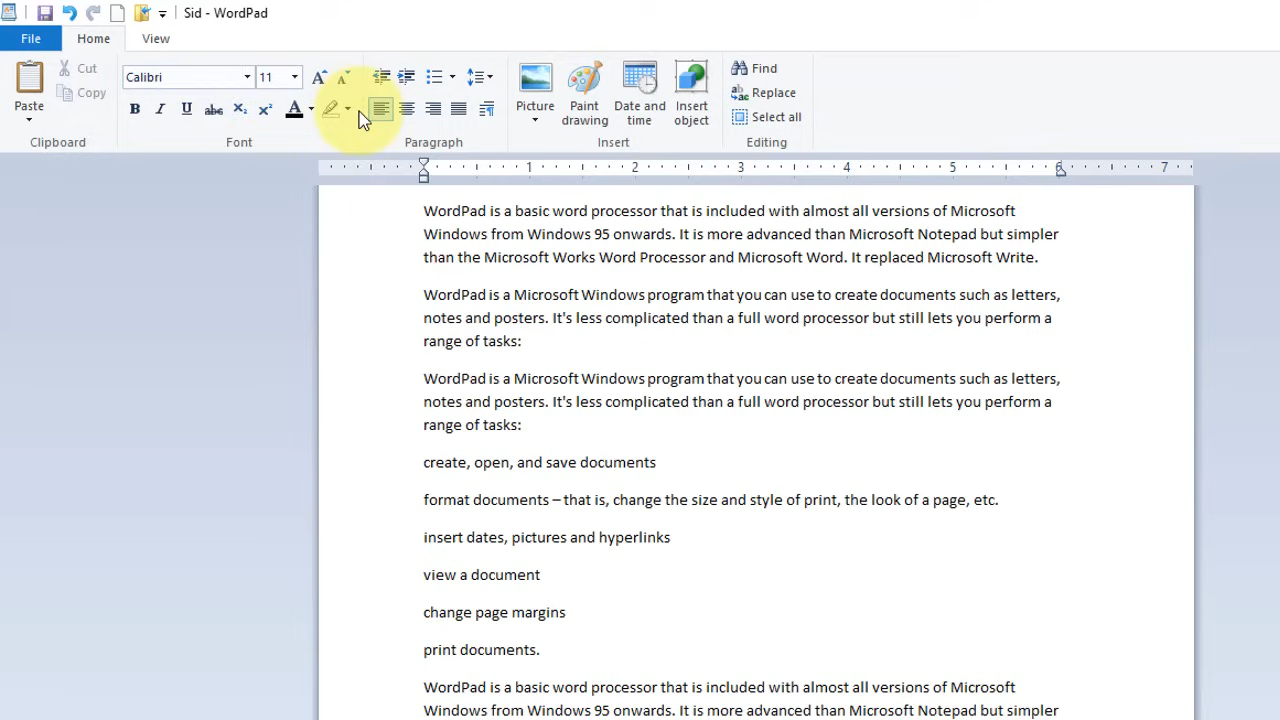 Sid - WordPad
File Home View
Paste
Cut
Copy
Clipboard
Calibri 11
A A
B I U abc X₂ X² A
Font
Paragraph
Picture
Paint drawing
Date and time
Insert object
Insert
Find
Replace
Select all
Editing
1 2 3 4 5 6 7
WordPad is a basic word processor that is included with almost all versions of Microsoft
Windows from Windows 95 onwards. It is more advanced than Microsoft Notepad but simpler
than the Microsoft Works Word Processor and Microsoft Word. It replaced Microsoft Write.
WordPad is a Microsoft Windows program that you can use to create documents such as letters,
notes and posters. It's less complicated than a full word processor but still lets you perform a
range of tasks:
WordPad is a Microsoft Windows program that you can use to create documents such as letters,
notes and posters. It's less complicated than a full word processor but still lets you perform a
range of tasks:
create, open, and save documents
format documents – that is, change the size and style of print, the look of a page, etc.
insert dates, pictures and hyperlinks
view a document
change page margins
print documents.
WordPad is a basic word processor that is included with almost all versions of Microsoft
Windows from Windows 95 onwards. It is more advanced than Microsoft Notepad but simpler